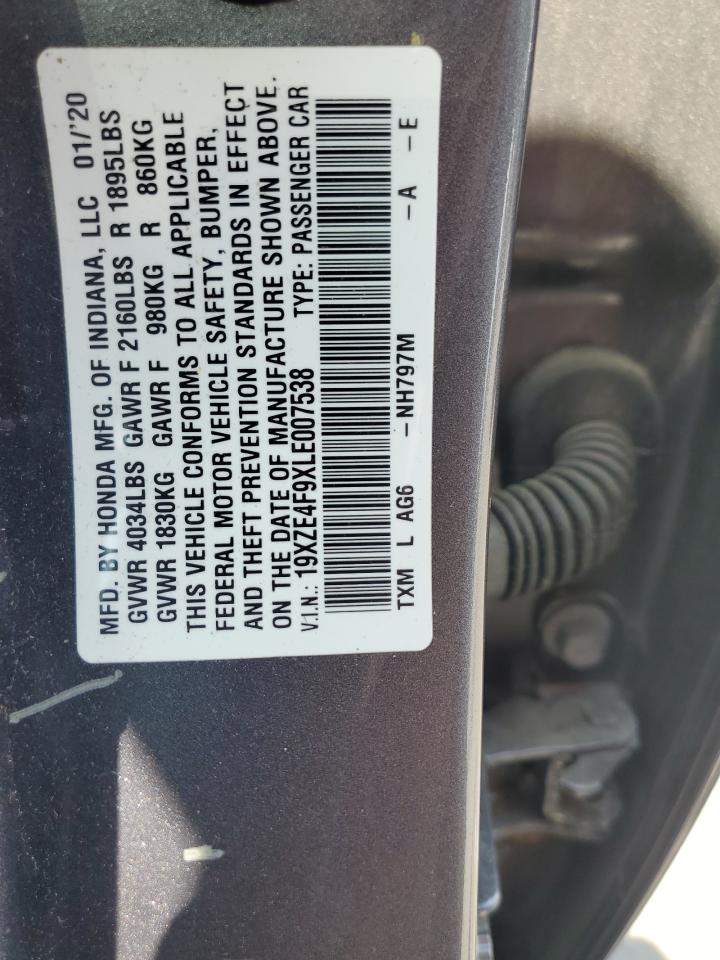 MFD. BY HONDA MFG. OF INDIANA, LLC 01/'20
GVWR 4034LBS GAWR F 2160LBS R 1895LBS
GVWR 1830KG GAWR F 980KG R 860KG
THIS VEHICLE CONFORMS TO ALL APPLICABLE
FEDERAL MOTOR VEHICLE SAFETY, BUMPER,
AND THEFT PREVENTION STANDARDS IN EFFECT
ON THE DATE OF MANUFACTURE SHOWN ABOVE.
V.I.N.: 19XZE4F9XLE007538 TYPE: PASSENGER CAR
TXM L AG6 -NH797M -A -E